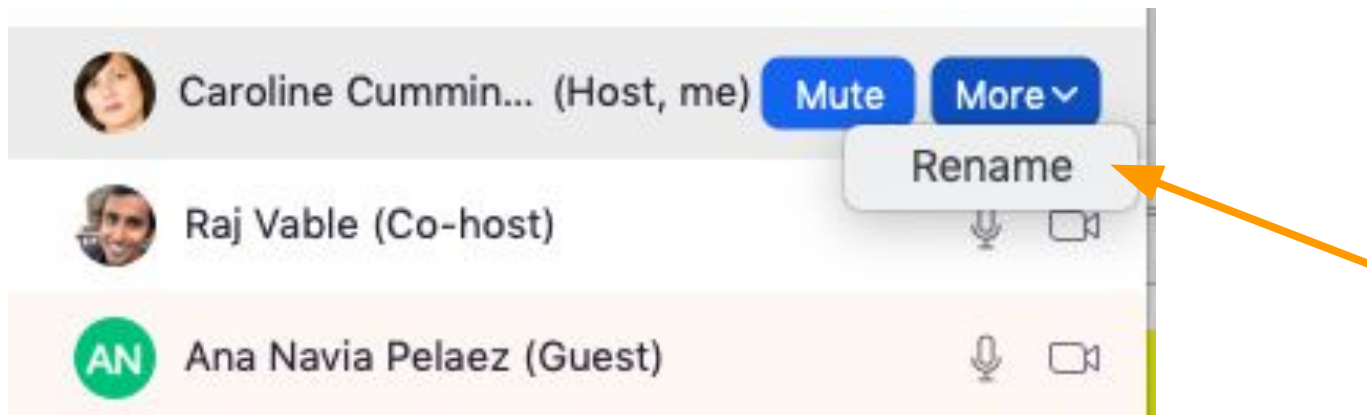 Caroline Cummin... (Host, me) Mute More
Rename
Raj Vable (Co-host)
AN Ana Navia Pelaez (Guest)